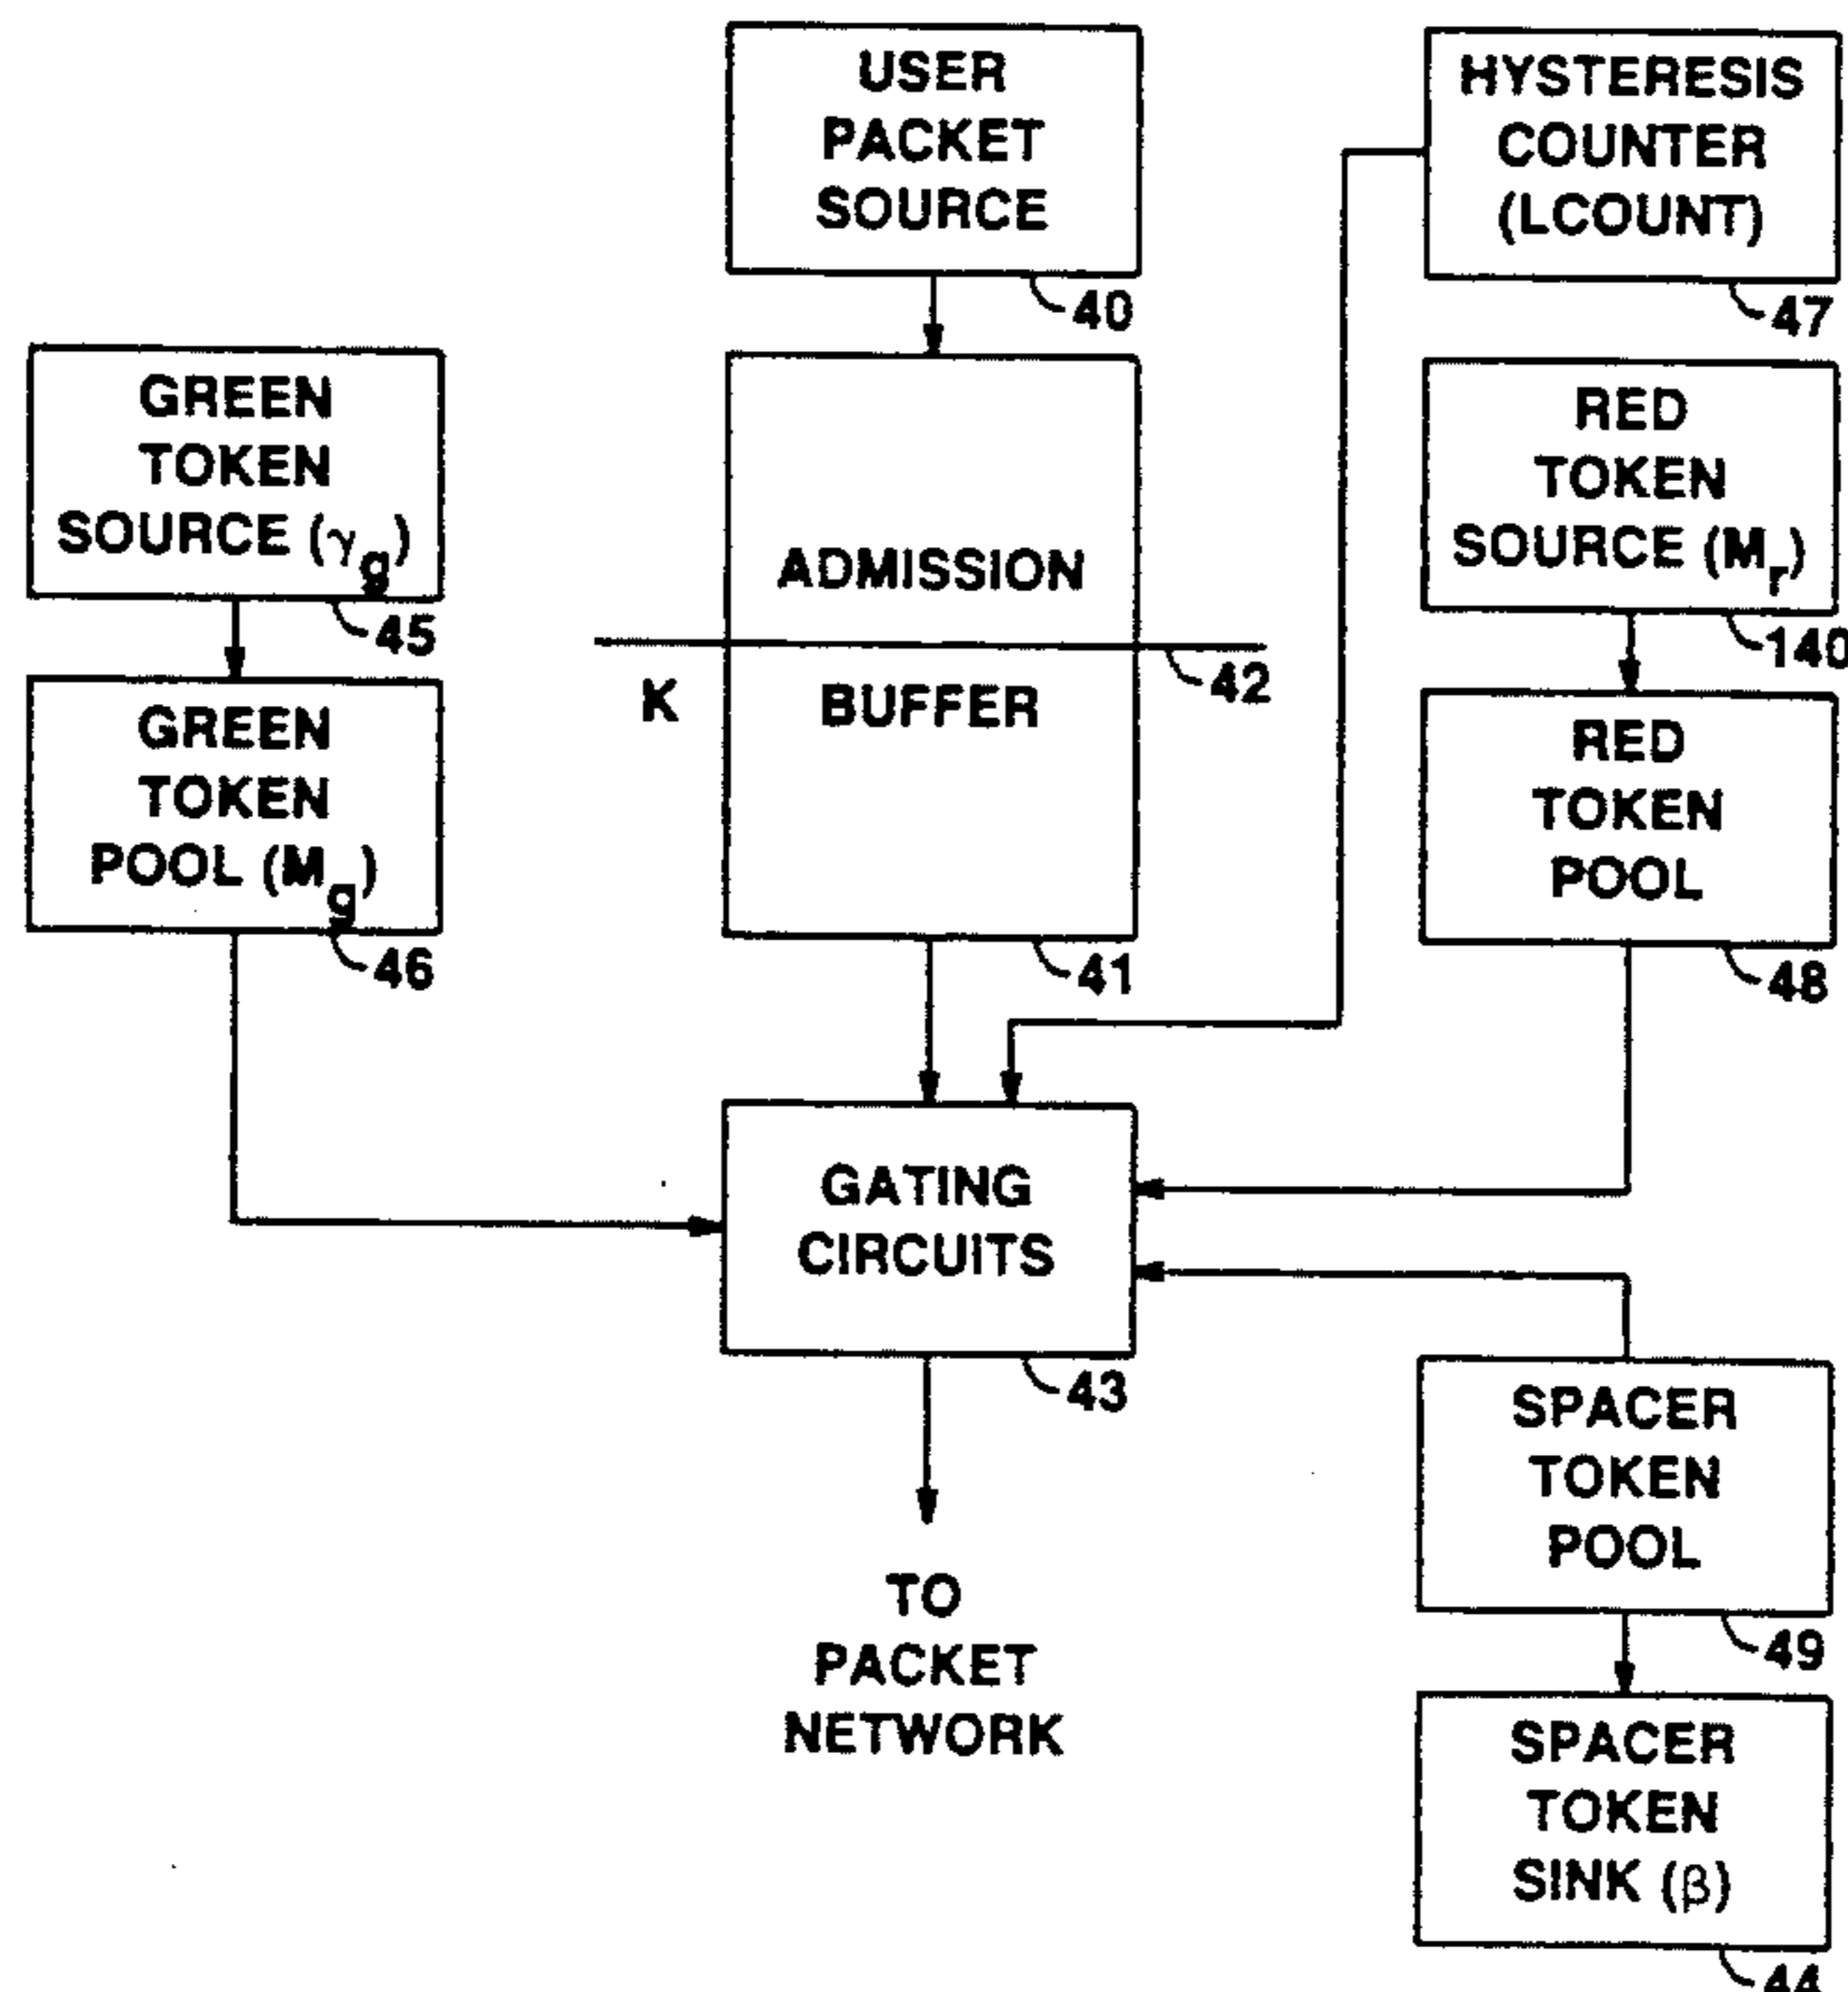 USER
PACKET
SOURCE
40
HYSTERESIS
COUNTER
(LCOUNT)
47
GREEN
TOKEN
SOURCE (γg)
45
ADMISSION
BUFFER
K
42
41
RED
TOKEN
SOURCE (Mr)
140
GREEN
TOKEN
POOL (Mg)
46
RED
TOKEN
POOL
48
GATING
CIRCUITS
43
SPACER
TOKEN
POOL
49
TO
PACKET
NETWORK
SPACER
TOKEN
SINK (β)
44